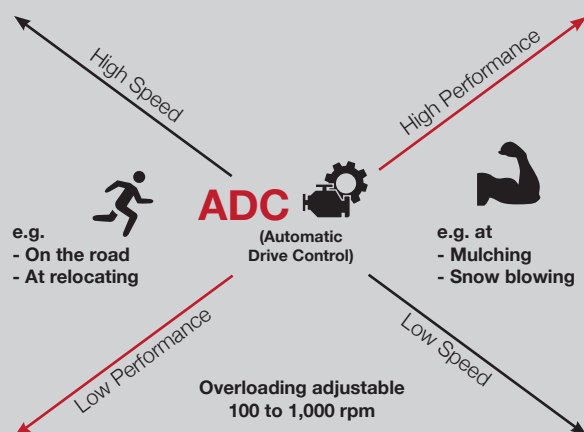 High Speed
High Performance
ADC
(Automatic
Drive Control)
e.g.
- On the road
- At relocating
e.g. at
- Mulching
- Snow blowing
Low Performance
Low Speed
Overloading adjustable
100 to 1,000 rpm